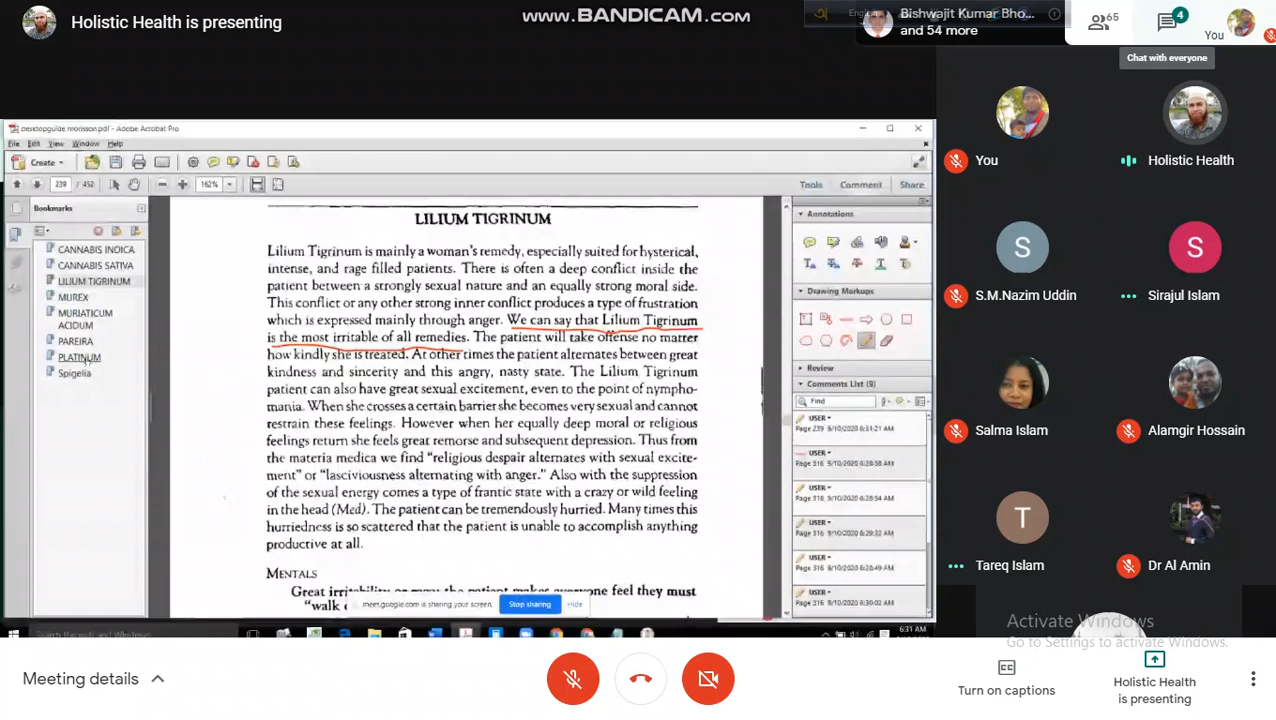 Holistic Health is presenting
www.BANDICAM.com
English
Bishwajit Kumar Bho...
and 54 more
65
4
You
Chat with everyone
desktopguide morisson.pdf - Adobe Acrobat Pro
File Edit View Window Help
Create
239 / 452
162%
Tools Comment Share
Bookmarks
CANNABIS INDICA
CANNABIS SATIVA
LILIUM TIGRINUM
MUREX
MURIATICUM
ACIDUM
PAREIRA
PLATINUM
Spigelia
LILIUM TIGRINUM
Lilium Tigrinum is mainly a woman's remedy, especially suited for hysterical,
intense, and rage filled patients. There is often a deep conflict inside the
patient between a strongly sexual nature and an equally strong moral side.
This conflict or any other strong inner conflict produces a type of frustration
which is expressed mainly through anger. We can say that Lilium Tigrinum
is the most irritable of all remedies. The patient will take offense no matter
how kindly she is treated. At other times the patient alternates between great
kindness and sincerity and this angry, nasty state. The Lilium Tigrinum
patient can also have great sexual excitement, even to the point of nympho-
mania. When she crosses a certain barrier she becomes very sexual and cannot
restrain these feelings. However when her equally deep moral or religious
feelings return she feels great remorse and subsequent depression. Thus from
the materia medica we find "religious despair alternates with sexual excite-
ment" or "lasciviousness alternating with anger." Also with the suppression
of the sexual energy comes a type of frantic state with a crazy or wild feeling
in the head (Med). The patient can be tremendously hurried. Many times this
hurriedness is so scattered that the patient is unable to accomplish anything
productive at all.
MENTALS
Great irritability or the patient makes everyone feel they must
"walk
meet.google.com is sharing your screen.
Stop sharing
Hide
Annotations
Drawing Markups
Review
Comments List (9)
Find
USER
Page 239 9/10/2020 6:31:21 AM
USER
Page 316 9/10/2020 6:28:38 AM
USER
Page 316 9/10/2020 6:28:54 AM
USER
Page 316 9/10/2020 6:29:32 AM
USER
Page 316 9/10/2020 6:28:49 AM
USER
Page 316 9/10/2020 6:30:02 AM
6:31 AM
You
Holistic Health
S
S
S.M.Nazim Uddin
Sirajul Islam
Salma Islam
Alamgir Hossain
T
Tareq Islam
Dr Al Amin
Activate Windows
Go to Settings to activate Windows.
Meeting details
Turn on captions
Holistic Health
is presenting